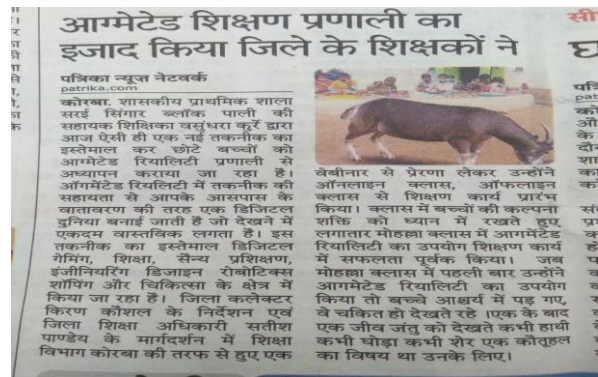 आग्मेटेड शिक्षण प्रणाली का
इजाद किया जिले के शिक्षकों ने
पत्रिका न्यूज नेटवर्क
patrika.com
कोरबा. शासकीय प्राथमिक शाला
सरई सिंगार ब्लॉक पाली की
सहायक शिक्षिका वसुंधरा कुर्रे द्वारा
आज ऐसी ही एक नई तकनीक का
इस्तेमाल कर छोटे बच्चों को
आग्मेटेड रियालिटी प्रणाली से
अध्यापन कराया जा रहा है।
ऑगमेंटेड रियलिटी में तकनीक की
सहायता से आपके आसपास के
वातावरण की तरह एक डिजिटल
दुनिया बनाई जाती है जो देखने में
एकदम वास्तविक लगता है। इस
तकनीक का इस्तेमाल डिजिटल
गेमिंग, शिक्षा, सैन्य प्रशिक्षण,
इंजीनियरिंग डिजाइन रोबोटिक्स
शॉपिंग और चिकित्सा के क्षेत्र में
किया जा रहा है। जिला कलेक्टर
किरण कौशल के निर्देशन एवं
जिला शिक्षा अधिकारी सतीश
पाण्डेय के मार्गदर्शन में शिक्षा
विभाग कोरबा की तरफ से हुए एक
वेबीनार से प्रेरणा लेकर उन्होंने
ऑनलाइन क्लास, ऑफलाइन
क्लास से शिक्षण कार्य प्रारंभ
किया। क्लास में बच्चों की कल्पना
शक्ति को ध्यान में रखते हुए
लगातार मोहल्ला क्लास में आगमेंटेड
रियालिटी का उपयोग शिक्षण कार्य
में सफलता पूर्वक किया। जब
मोहल्ला क्लास में पहली बार उन्होंने
आगमेटेड रियालिटी का उपयोग
किया तो बच्चे आश्चर्य में पड़ गए,
वे चकित हो देखते रहे ।एक के बाद
एक जीव जंतु को देखते कभी हाथी
कभी घोड़ा कभी शेर एक कौतूहल
का विषय था उनके लिए।